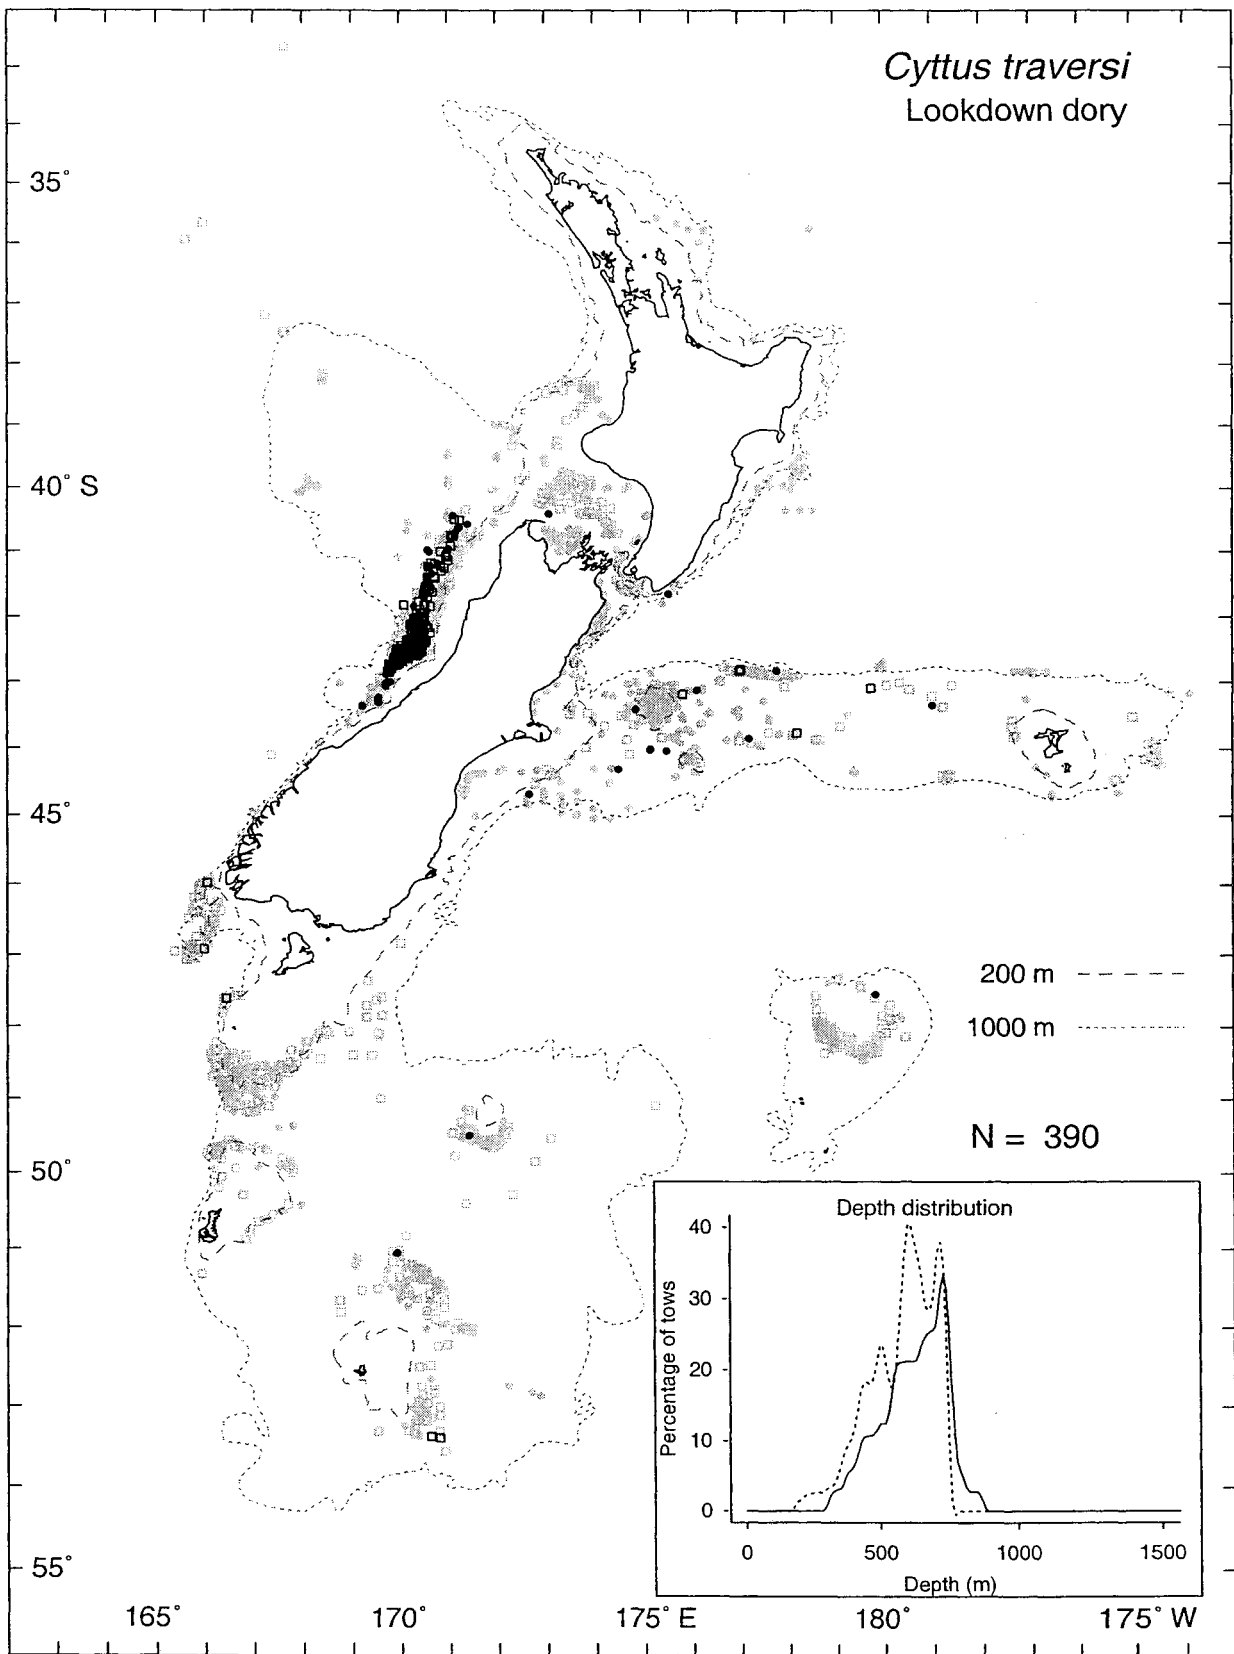 Cyttus traversi
Lookdown dory
35°
40° S
45°
200 m
1000 m
N = 390
50°
Depth distribution
40
30
20
10
0
Percentage of tows
0 500 1000 1500
Depth (m)
55°
165° 170° 175° E 180° 175° W